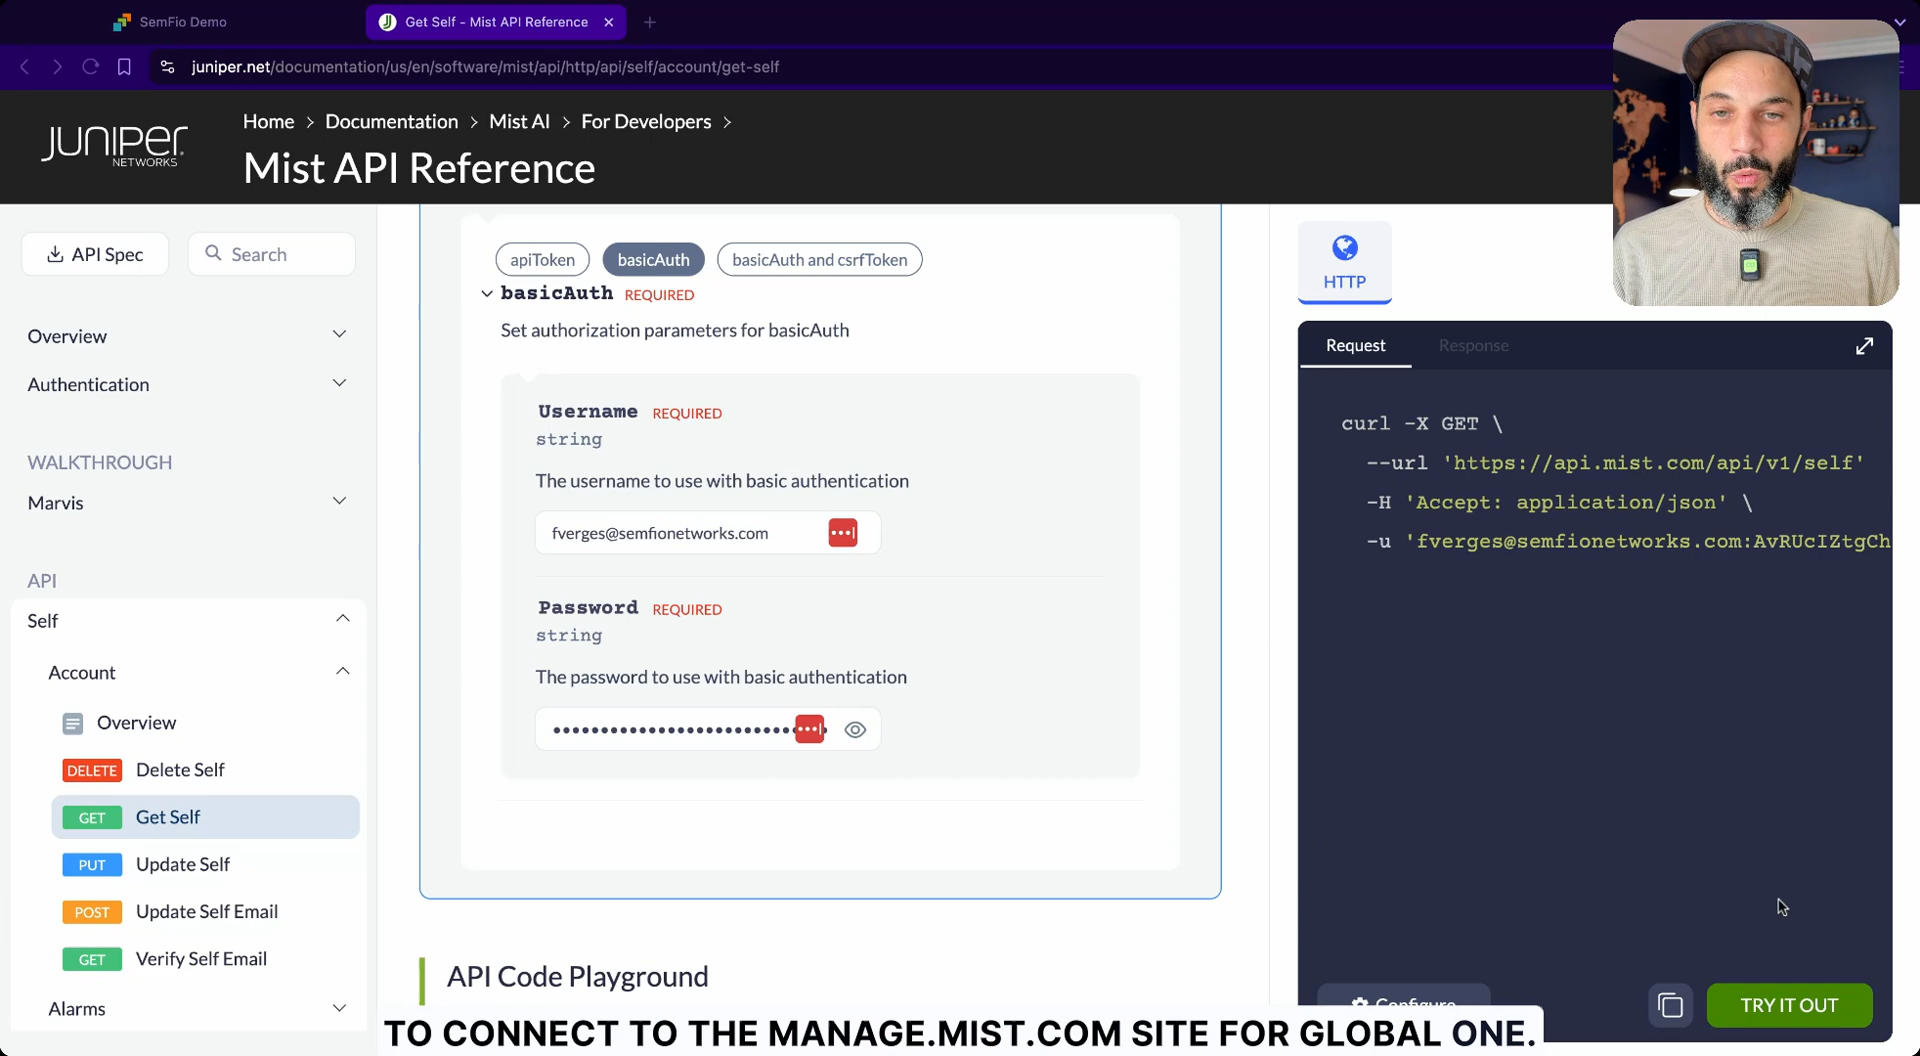 SemFio Demo
Get Self - Mist API Reference
juniper.net/documentation/us/en/software/mist/api/http/api/self/account/get-self
JUNIPER
NETWORKS
Home > Documentation > Mist AI > For Developers >
Mist API Reference
API Spec
Search
Overview
Authentication
WALKTHROUGH
Marvis
API
Self
Account
Overview
DELETE Delete Self
GET Get Self
PUT Update Self
POST Update Self Email
GET Verify Self Email
Alarms
apiToken basicAuth basicAuth and csrfToken
basicAuth REQUIRED
Set authorization parameters for basicAuth
Username REQUIRED
string
The username to use with basic authentication
fverges@semfionetworks.com
Password REQUIRED
string
The password to use with basic authentication
API Code Playground
HTTP
Request Response
curl -X GET \
--url 'https://api.mist.com/api/v1/self'
-H 'Accept: application/json' \
-u 'fverges@semfionetworks.com:AvRUcIZtgCh
Configure
TRY IT OUT
TO CONNECT TO THE MANAGE.MIST.COM SITE FOR GLOBAL ONE.